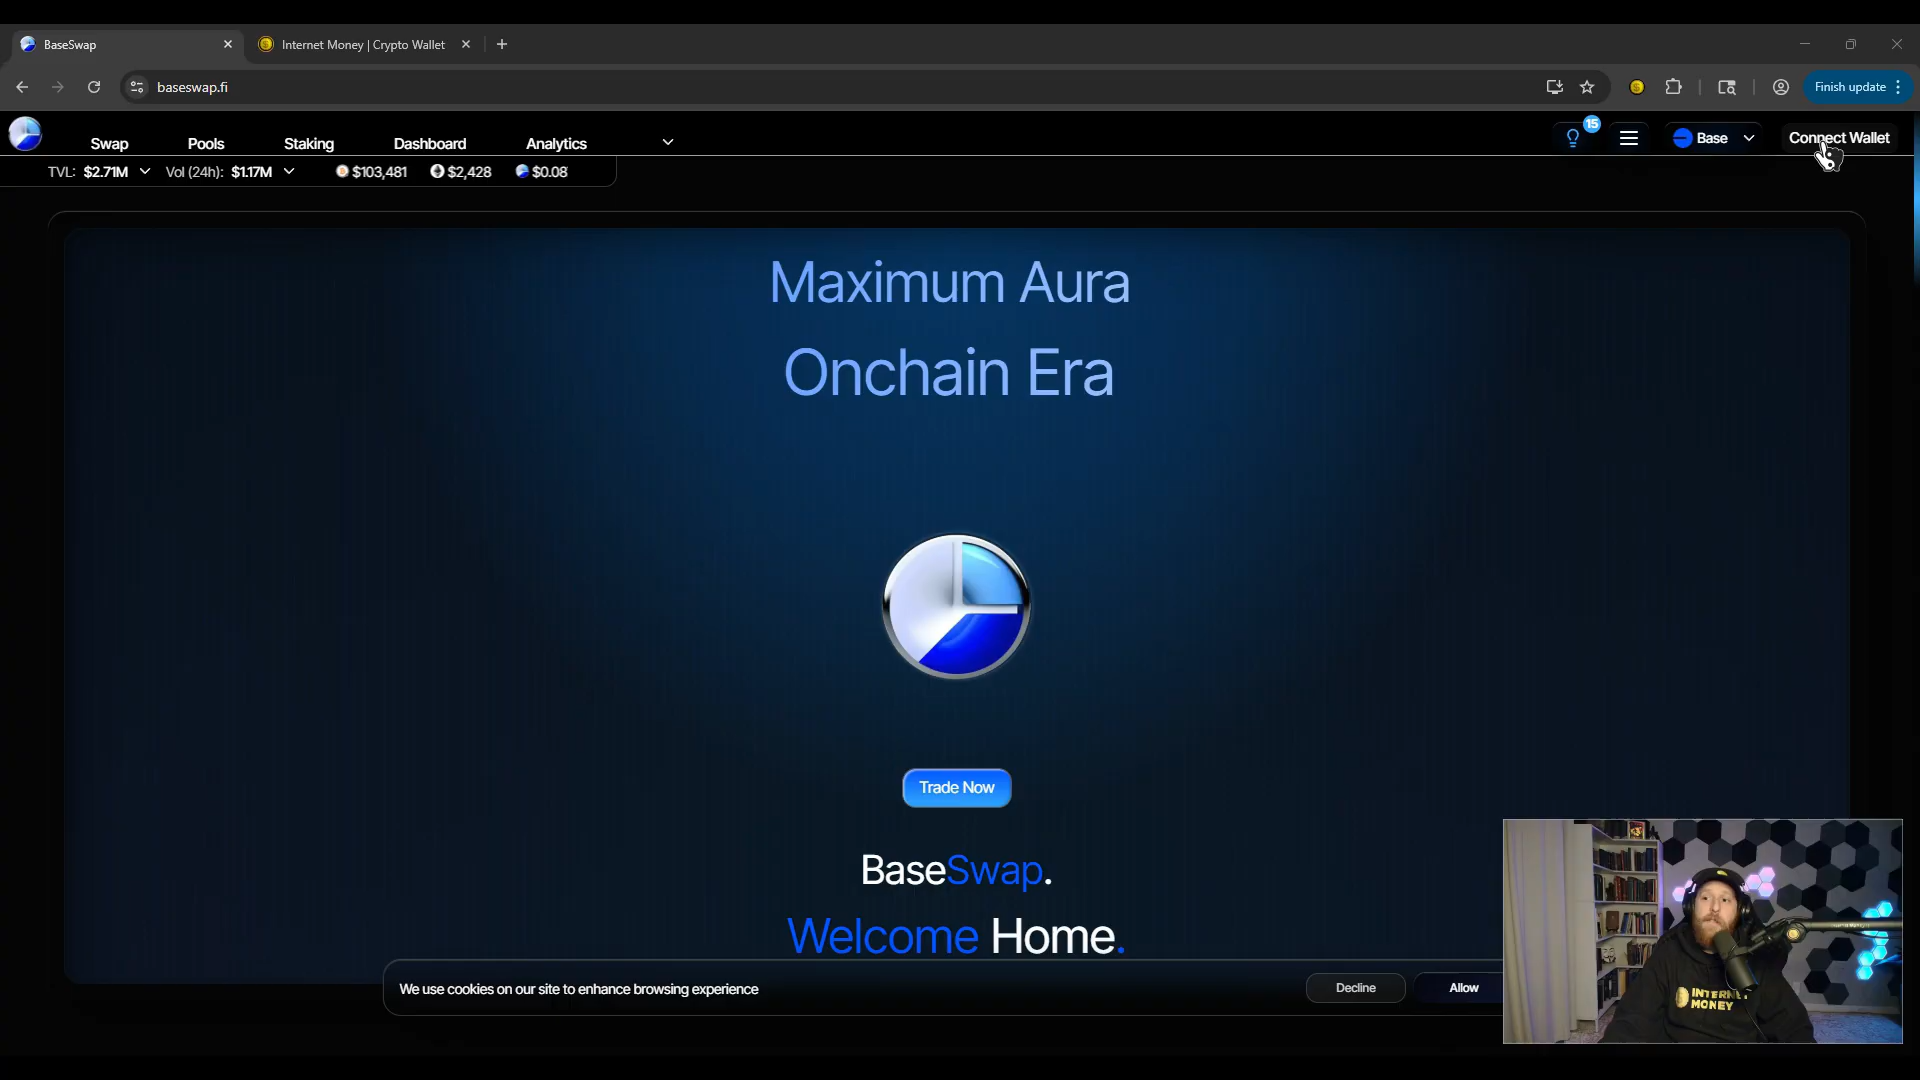 BaseSwap
Internet Money | Crypto Wallet
baseswap.fi
Finish update
Swap
Pools
Staking
Dashboard
Analytics
15
Base
Connect Wallet
TVL: $2.71M
Vol (24h): $1.17M
$103,481
$2,428
$0.08
Maximum Aura
Onchain Era
Trade Now
BaseSwap.
Welcome Home.
We use cookies on our site to enhance browsing experience
Decline
Allow
MONEY